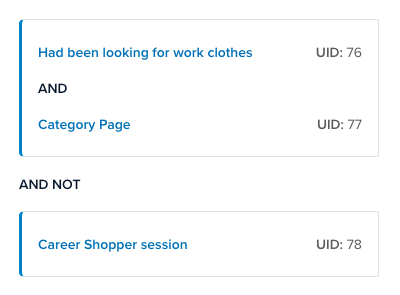 Had been looking for work clothes UID: 76
AND
Category Page UID: 77
AND NOT
Career Shopper session UID: 78